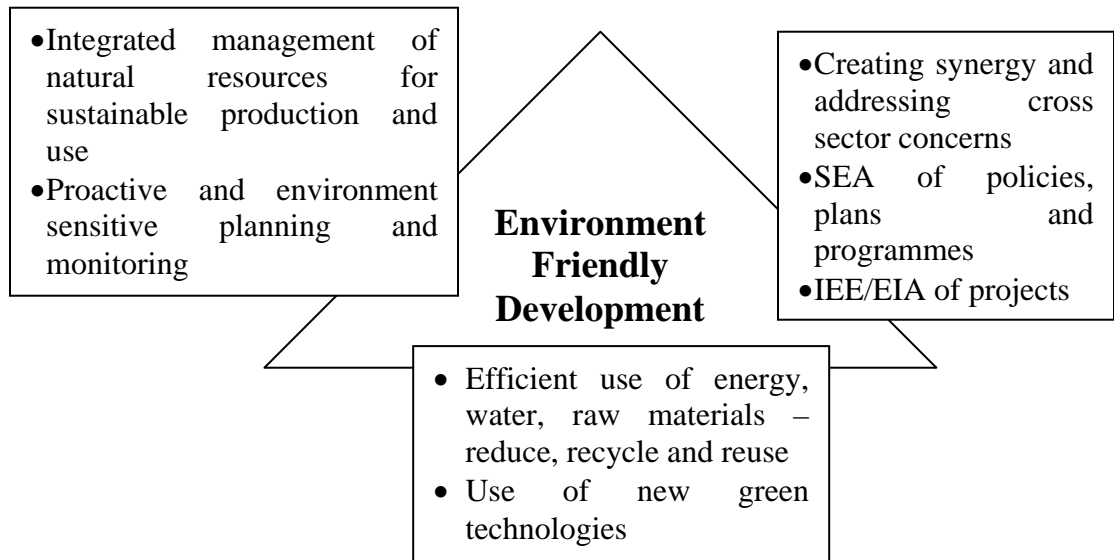 •Integrated management of
natural resources for
sustainable production and
use
•Proactive and environment
sensitive planning and
monitoring
•Creating synergy and
addressing cross
sector concerns
•SEA of policies,
plans and
programmes
•IEE/EIA of projects
Environment
Friendly
Development
• Efficient use of energy,
water, raw materials –
reduce, recycle and reuse
• Use of new green
technologies